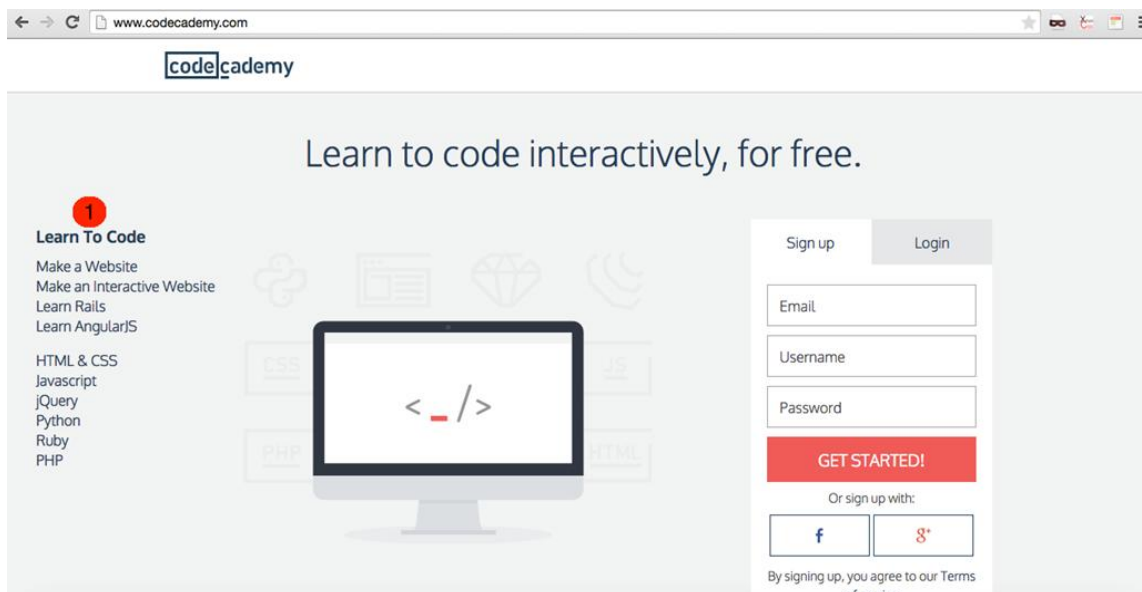 www.codecademy.com
codecademy
Learn to code interactively, for free.
1
Learn To Code
Make a Website
Make an Interactive Website
Learn Rails
Learn AngularJS
HTML & CSS
Javascript
jQuery
Python
Ruby
PHP
CSS
JS
PHP
HTML
< _ />
Sign up
Login
Email
Username
Password
GET STARTED!
Or sign up with:
f
g+
By signing up, you agree to our Terms